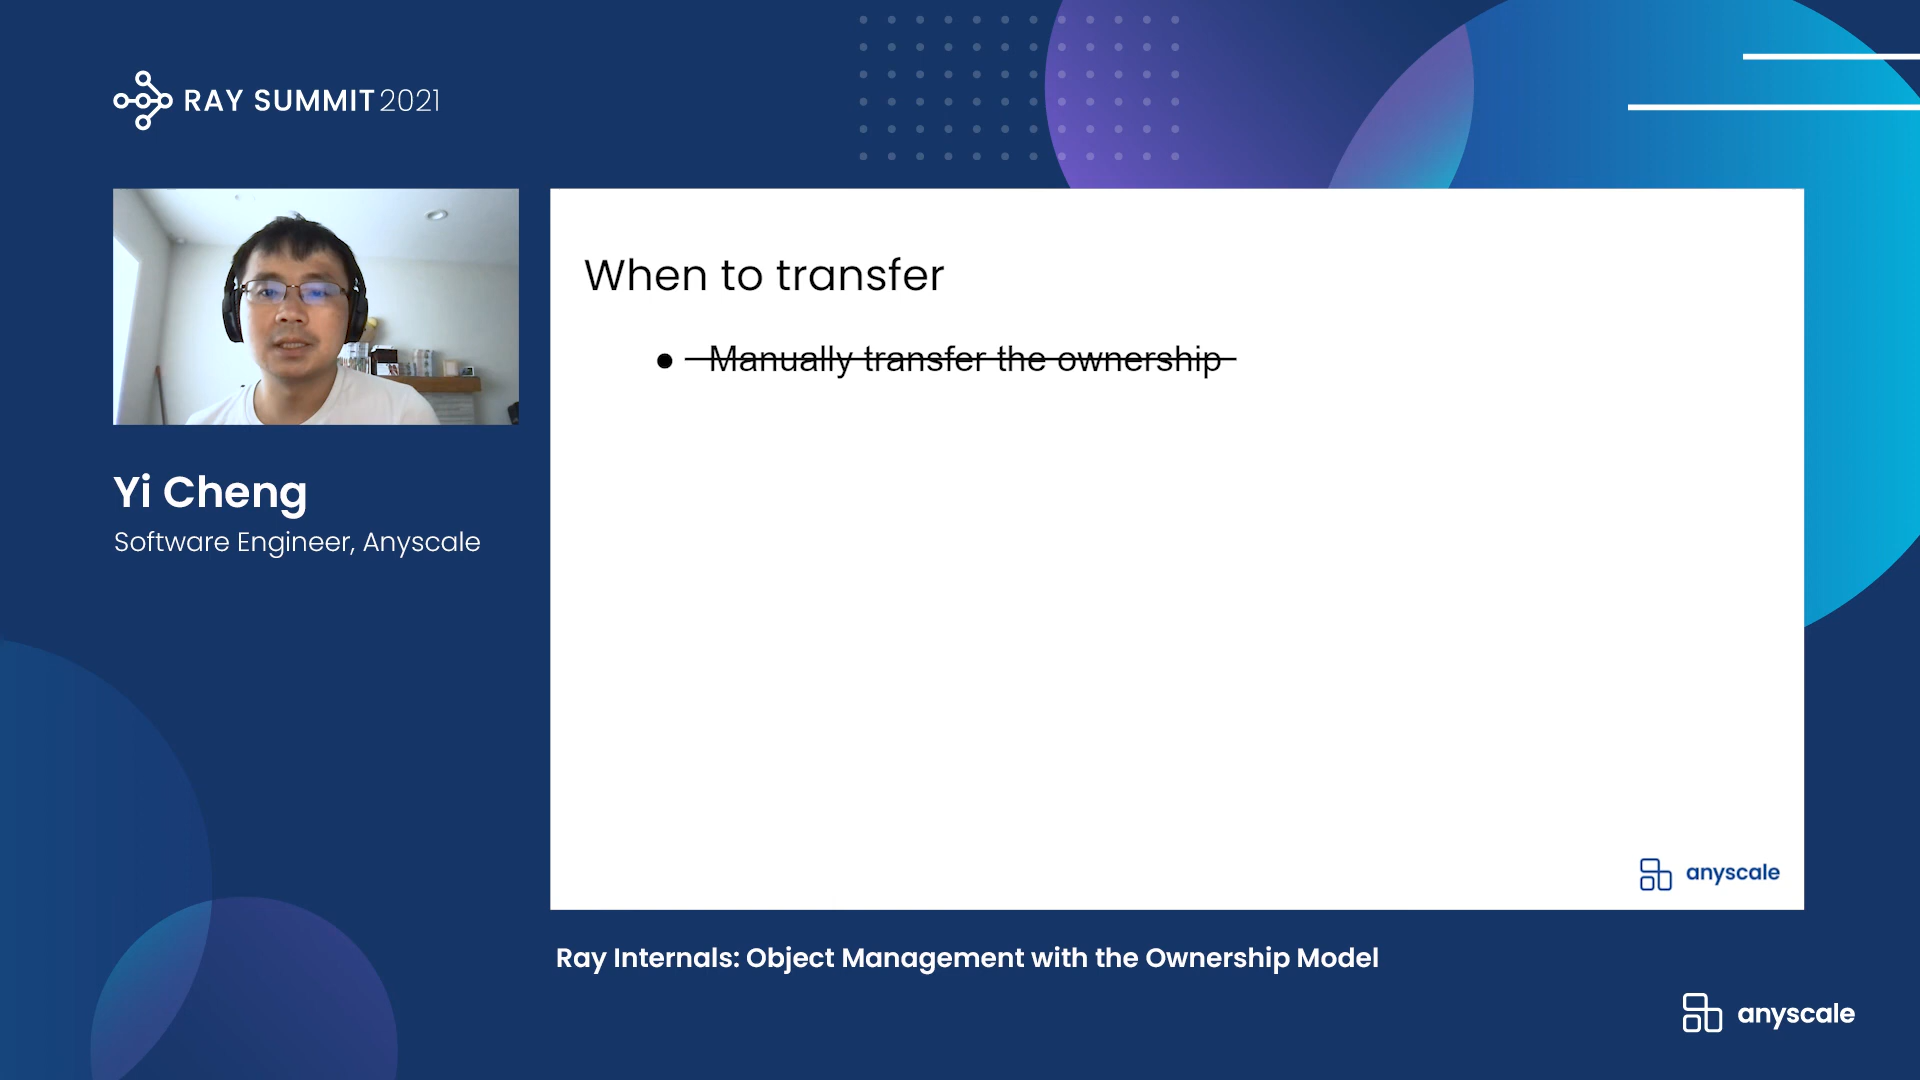 RAY SUMMIT 2021
Yi Cheng
Software Engineer, Anyscale
When to transfer
● Manually transfer the ownership
anyscale
Ray Internals: Object Management with the Ownership Model
anyscale